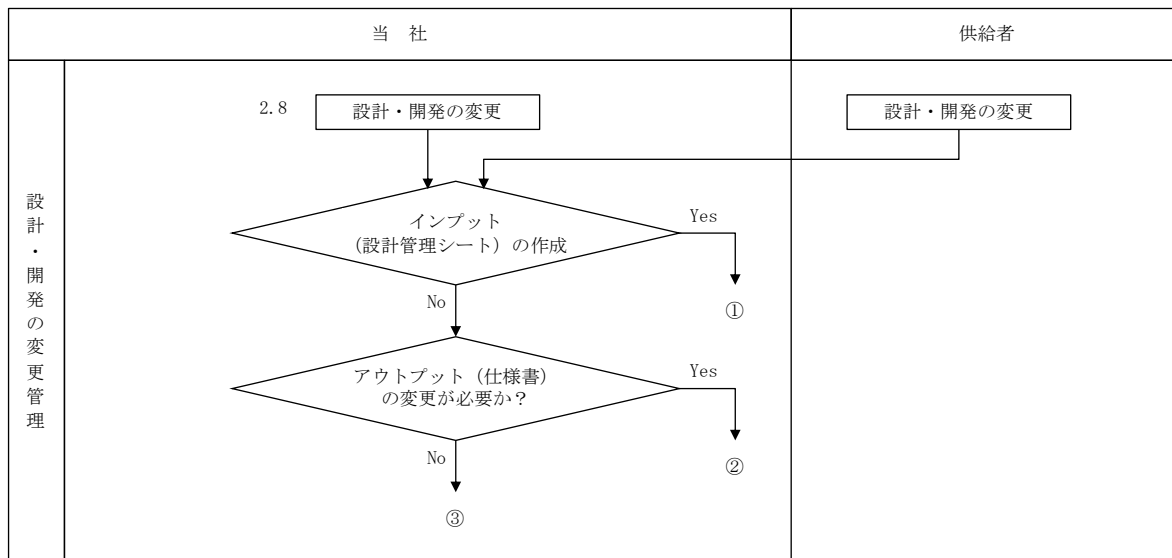 当　社
供給者
設計・開発の変更管理
2.8
設計・開発の変更
設計・開発の変更
インプット
（設計管理シート）の作成
Yes
①
No
アウトプット（仕様書）
の変更が必要か？
Yes
②
No
③